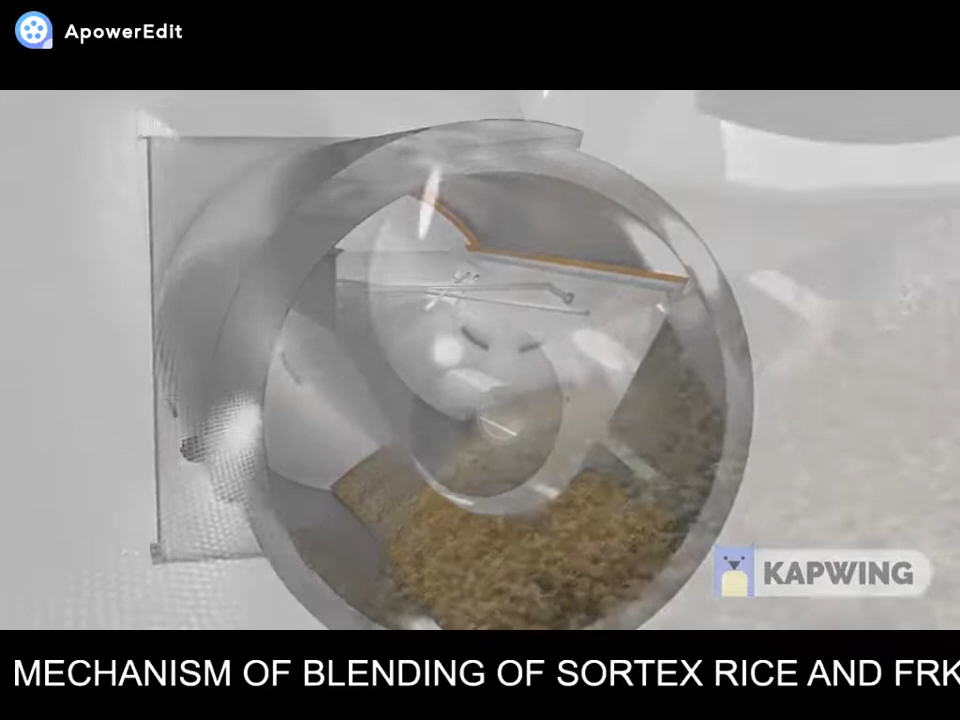 ApowerEdit
KAPWING
MECHANISM OF BLENDING OF SORTEX RICE AND FRK